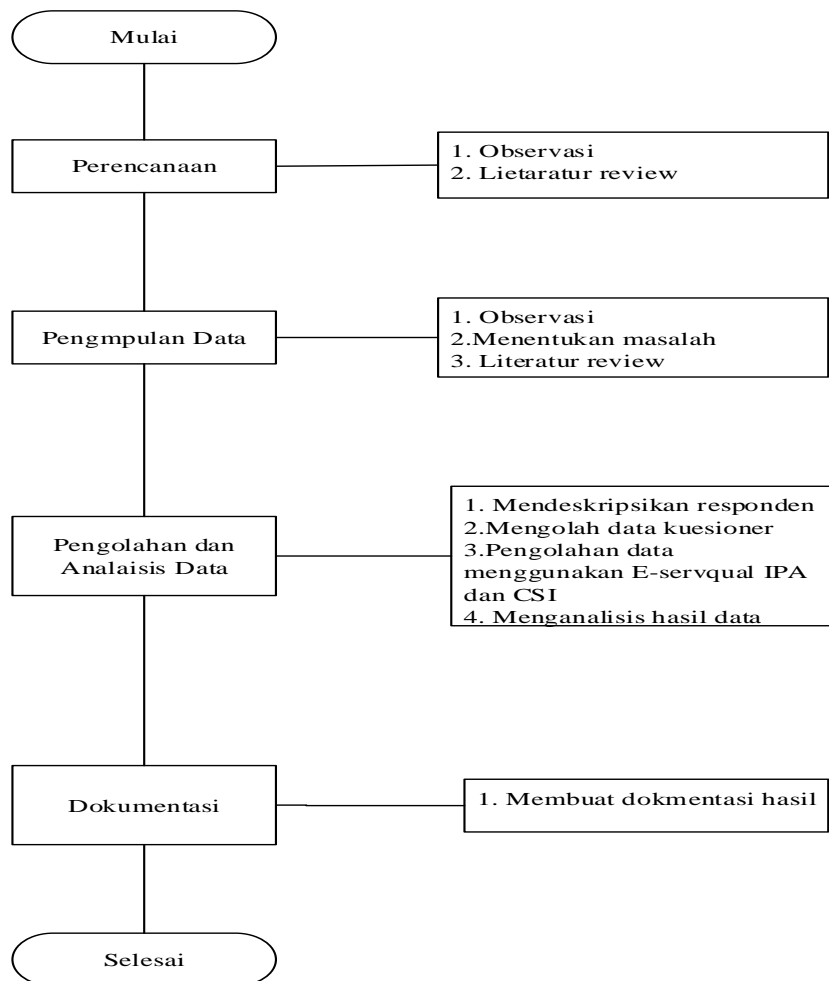 Mulai
Perencanaan
1. Observasi
2. Lietaratur review
Pengmpulan Data
1. Observasi
2.Menentukan masalah
3. Literatur review
Pengolahan dan
Analaisis Data
1. Mendeskripsikan responden
2.Mengolah data kuesioner
3.Pengolahan data
menggunakan E-servqual IPA
dan CSI
4. Menganalisis hasil data
Dokumentasi
1. Membuat dokmentasi hasil
Selesai